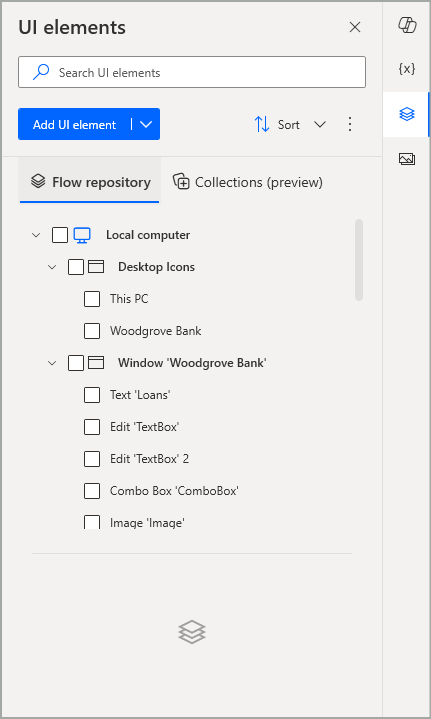 UI elements
Search UI elements
Add UI element
Sort
{x}
Flow repository
Collections (preview)
Local computer
Desktop Icons
This PC
Woodgrove Bank
Window 'Woodgrove Bank'
Text 'Loans'
Edit 'TextBox'
Edit 'TextBox' 2
Combo Box 'ComboBox'
Image 'Image'